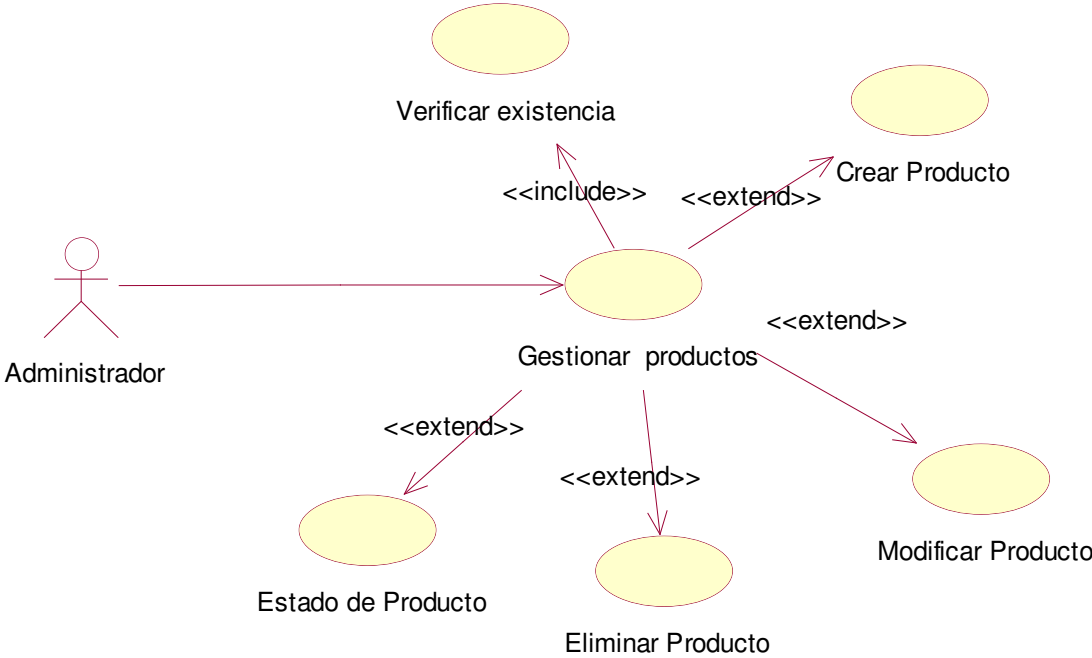 Verificar existencia
Crear Producto
<<include>>
<<extend>>
<<extend>>
Gestionar productos
Administrador
<<extend>>
<<extend>>
Modificar Producto
Estado de Producto
Eliminar Producto